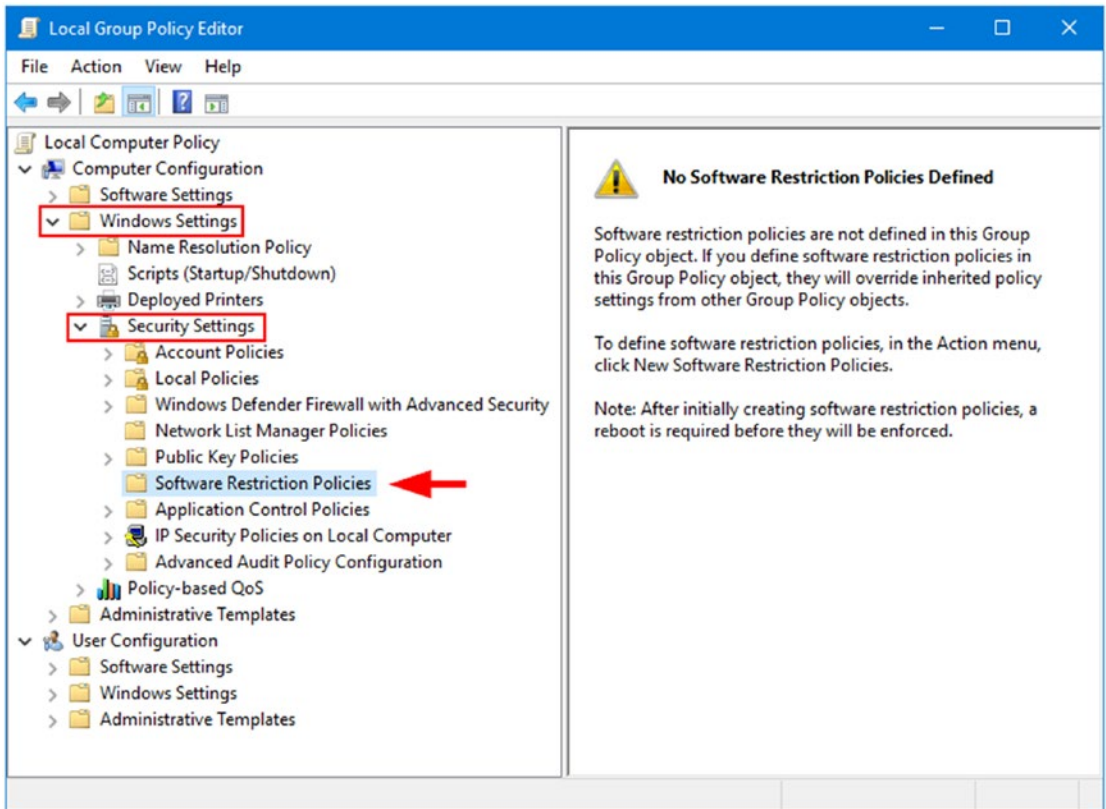 Local Group Policy Editor
File Action View Help
Local Computer Policy
Computer Configuration
Software Settings
Windows Settings
Name Resolution Policy
Scripts (Startup/Shutdown)
Deployed Printers
Security Settings
Account Policies
Local Policies
Windows Defender Firewall with Advanced Security
Network List Manager Policies
Public Key Policies
Software Restriction Policies
Application Control Policies
IP Security Policies on Local Computer
Advanced Audit Policy Configuration
Policy-based QoS
Administrative Templates
User Configuration
Software Settings
Windows Settings
Administrative Templates
No Software Restriction Policies Defined
Software restriction policies are not defined in this Group
Policy object. If you define software restriction policies in
this Group Policy object, they will override inherited policy
settings from other Group Policy objects.
To define software restriction policies, in the Action menu,
click New Software Restriction Policies.
Note: After initially creating software restriction policies, a
reboot is required before they will be enforced.